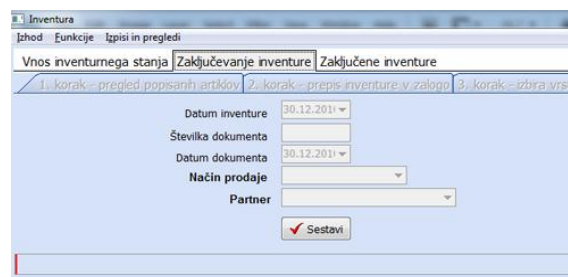 Inventura
Izhod Funkcije Izpisi in pregledi
Vnos inventurnega stanja Zaključevanje inventure Zaključene inventure
1. korak - pregled popisanih artiklov 2. korak - prepis inventure v zalogo 3. korak - izbira vrs
Datum inventure 30.12.201
Številka dokumenta
Datum dokumenta 30.12.201
Način prodaje
Partner
Sestavi